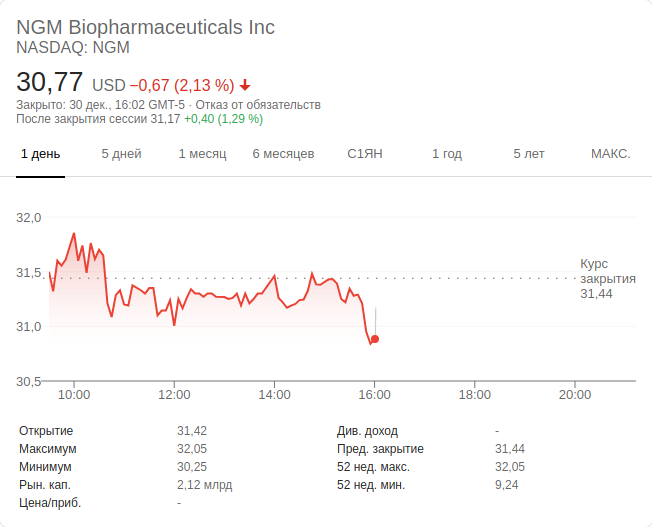 NGM Biopharmaceuticals Inc
NASDAQ: NGM
30,77 USD −0,67 (2,13 %)
Закрыто: 30 дек., 16:02 GMT-5 · Отказ от обязательств
После закрытия сессии 31,17 +0,40 (1,29 %)
1 день 5 дней 1 месяц 6 месяцев С1ЯН 1 год 5 лет МАКС.
32,0
31,5
31,0
30,5
Курс
закрытия
31,44
10:00 12:00 14:00 16:00 18:00 20:00
Открытие 31,42 Див. доход -
Максимум 32,05 Пред. закрытие 31,44
Минимум 30,25 52 нед. макс. 32,05
Рын. кап. 2,12 млрд 52 нед. мин. 9,24
Цена/приб. -